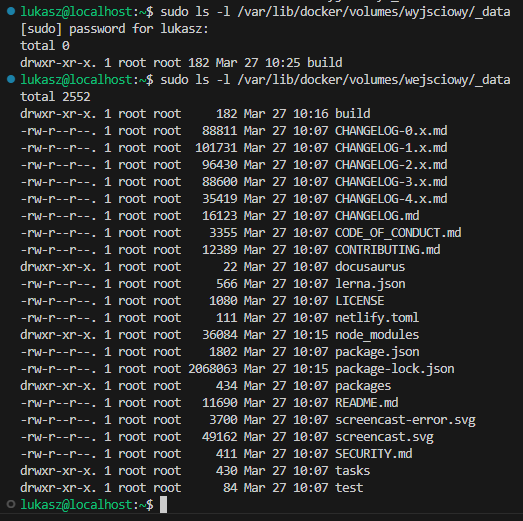 lukasz@localhost:~$ sudo ls -l /var/lib/docker/volumes/wyjsciowy/_data
[sudo] password for lukasz:
total 0
drwxr-xr-x. 1 root root 182 Mar 27 10:25 build
lukasz@localhost:~$ sudo ls -l /var/lib/docker/volumes/wejsciowy/_data
total 2552
drwxr-xr-x. 1 root root     182 Mar 27 10:16 build
-rw-r--r--. 1 root root   88811 Mar 27 10:07 CHANGELOG-0.x.md
-rw-r--r--. 1 root root  101731 Mar 27 10:07 CHANGELOG-1.x.md
-rw-r--r--. 1 root root   96430 Mar 27 10:07 CHANGELOG-2.x.md
-rw-r--r--. 1 root root   88600 Mar 27 10:07 CHANGELOG-3.x.md
-rw-r--r--. 1 root root   35419 Mar 27 10:07 CHANGELOG-4.x.md
-rw-r--r--. 1 root root   16123 Mar 27 10:07 CHANGELOG.md
-rw-r--r--. 1 root root    3355 Mar 27 10:07 CODE_OF_CONDUCT.md
-rw-r--r--. 1 root root   12389 Mar 27 10:07 CONTRIBUTING.md
drwxr-xr-x. 1 root root      22 Mar 27 10:07 docusaurus
-rw-r--r--. 1 root root     566 Mar 27 10:07 lerna.json
-rw-r--r--. 1 root root    1080 Mar 27 10:07 LICENSE
-rw-r--r--. 1 root root     111 Mar 27 10:07 netlify.toml
drwxr-xr-x. 1 root root   36084 Mar 27 10:15 node_modules
-rw-r--r--. 1 root root    1802 Mar 27 10:07 package.json
-rw-r--r--. 1 root root 2068063 Mar 27 10:15 package-lock.json
drwxr-xr-x. 1 root root     434 Mar 27 10:07 packages
-rw-r--r--. 1 root root   11690 Mar 27 10:07 README.md
-rw-r--r--. 1 root root    3700 Mar 27 10:07 screencast-error.svg
-rw-r--r--. 1 root root   49162 Mar 27 10:07 screencast.svg
-rw-r--r--. 1 root root     411 Mar 27 10:07 SECURITY.md
drwxr-xr-x. 1 root root     430 Mar 27 10:07 tasks
drwxr-xr-x. 1 root root      84 Mar 27 10:07 test
lukasz@localhost:~$